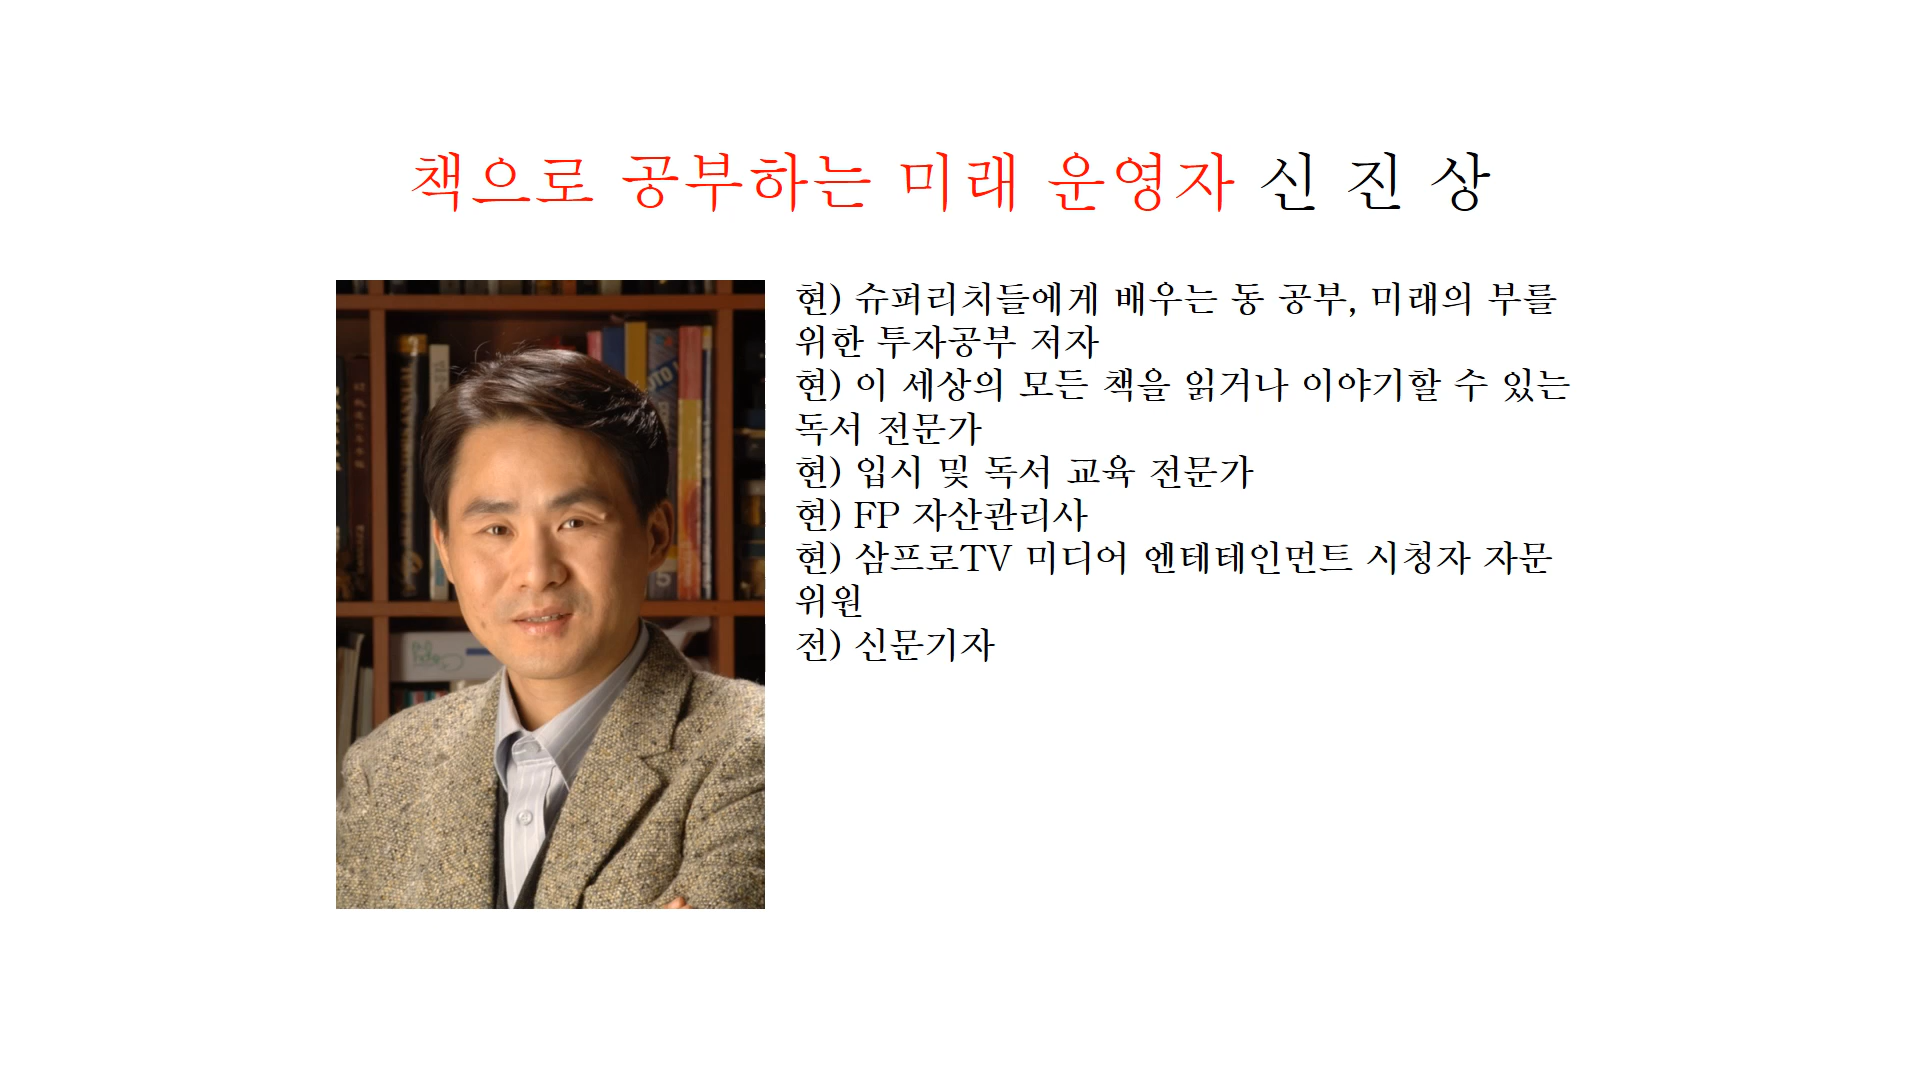 책으로 공부하는 미래 운영자 신 진 상
현) 슈퍼리치들에게 배우는 동 공부, 미래의 부를
위한 투자공부 저자
현) 이 세상의 모든 책을 읽거나 이야기할 수 있는
독서 전문가
현) 입시 및 독서 교육 전문가
현) FP 자산관리사
현) 삼프로TV 미디어 엔테테인먼트 시청자 자문
위원
전) 신문기자